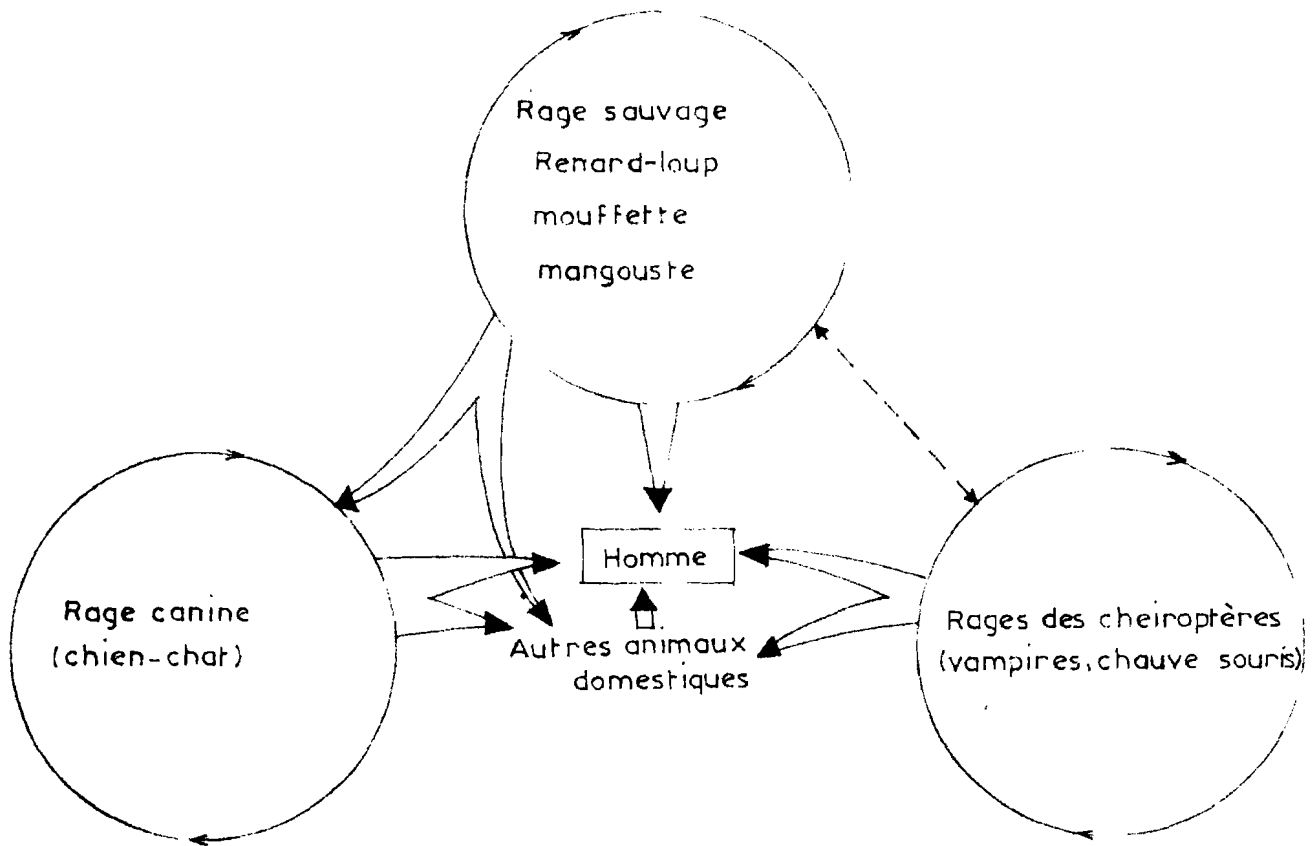 Rage sauvage
Renard-loup
mouffette
mangouste
Homme
Rage canine
(chien-chat)
Autres animaux
domestiques
Rages des cheiroptères
(vampires, chauve souris)